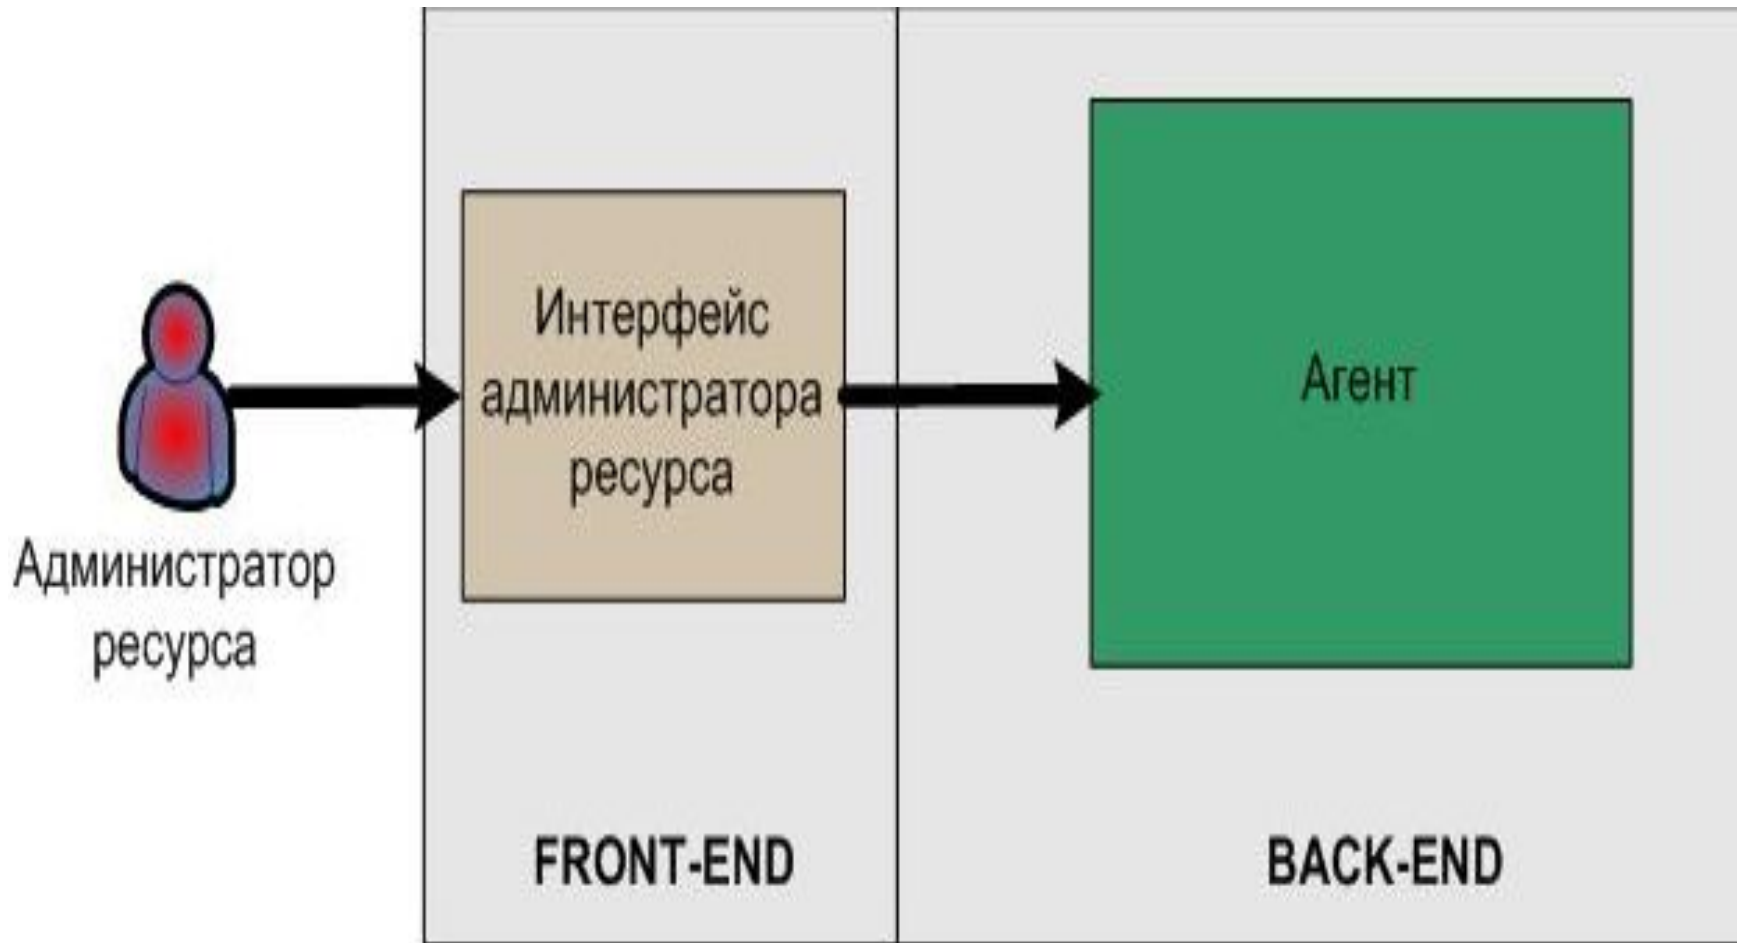 Администратор
ресурса
Интерфейс
администратора
ресурса
Агент
FRONT-END
BACK-END